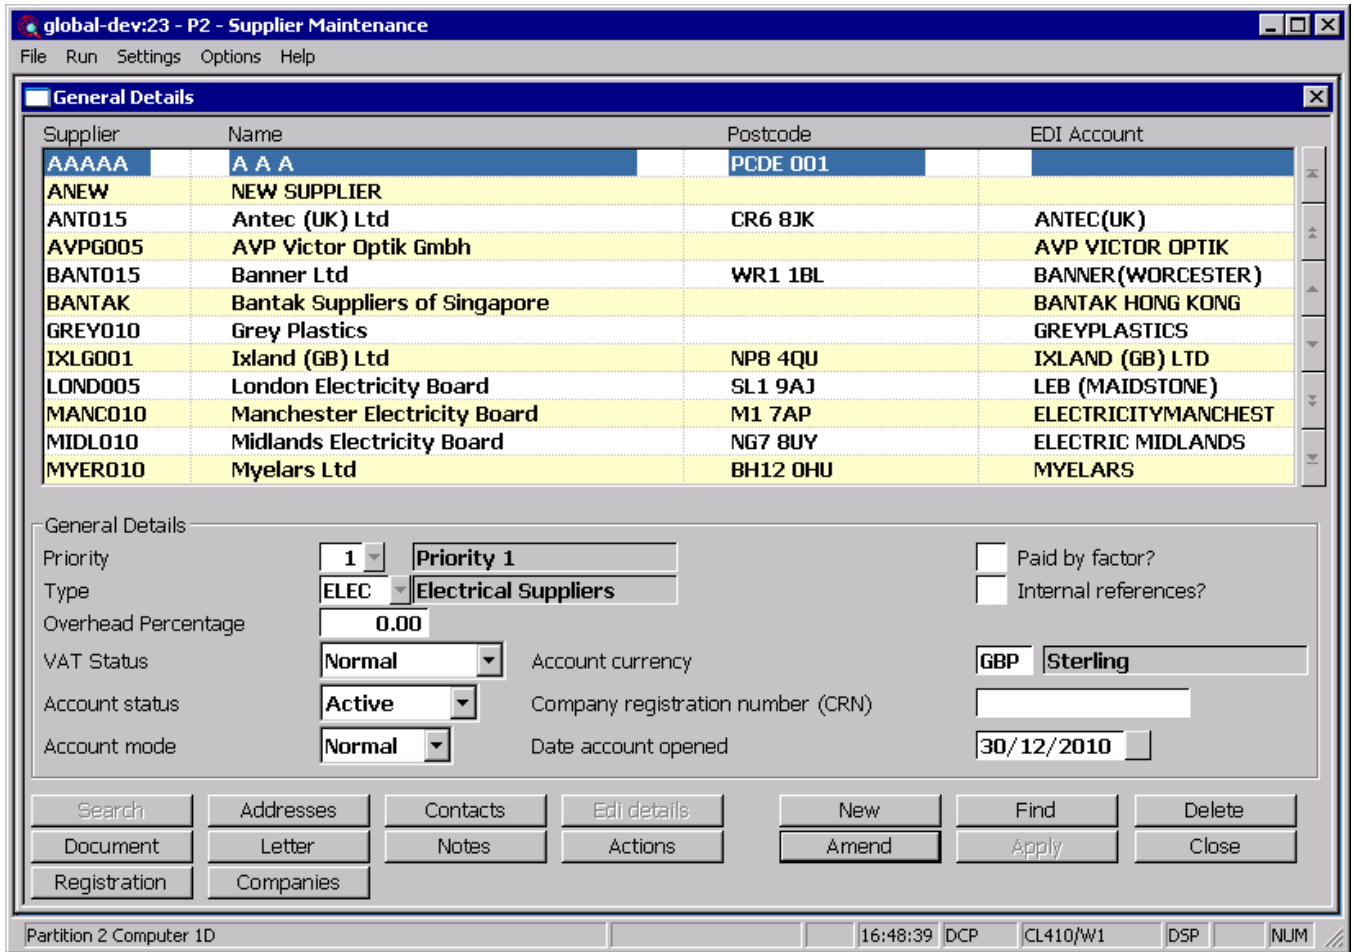 global-dev:23 - P2 - Supplier Maintenance
File Run Settings Options Help
General Details
Supplier Name Postcode EDI Account
AAAAA A A A PCDE 001
ANEW NEW SUPPLIER
ANT015 Antec (UK) Ltd CR6 8JK ANTEC(UK)
AVPG005 AVP Victor Optik Gmbh AVP VICTOR OPTIK
BANT015 Banner Ltd WR1 1BL BANNER(WORCESTER)
BANTAK Bantak Suppliers of Singapore BANTAK HONG KONG
GREY010 Grey Plastics GREYPLASTICS
IXLG001 Ixland (GB) Ltd NP8 4QU IXLAND (GB) LTD
LOND005 London Electricity Board SL1 9AJ LEB (MAIDSTONE)
MANC010 Manchester Electricity Board M1 7AP ELECTRICITYMANCHEST
MIDL010 Midlands Electricity Board NG7 8UY ELECTRIC MIDLANDS
MYER010 Myelars Ltd BH12 0HU MYELARS
General Details
Priority 1 Priority 1 Paid by factor?
Type ELEC Electrical Suppliers Internal references?
Overhead Percentage 0.00
VAT Status Normal Account currency GBP Sterling
Account status Active Company registration number (CRN)
Account mode Normal Date account opened 30/12/2010
Search Addresses Contacts Edi details New Find Delete
Document Letter Notes Actions Amend Apply Close
Registration Companies
Partition 2 Computer 1D 16:48:39 DCP CL410/W1 DSP NUM